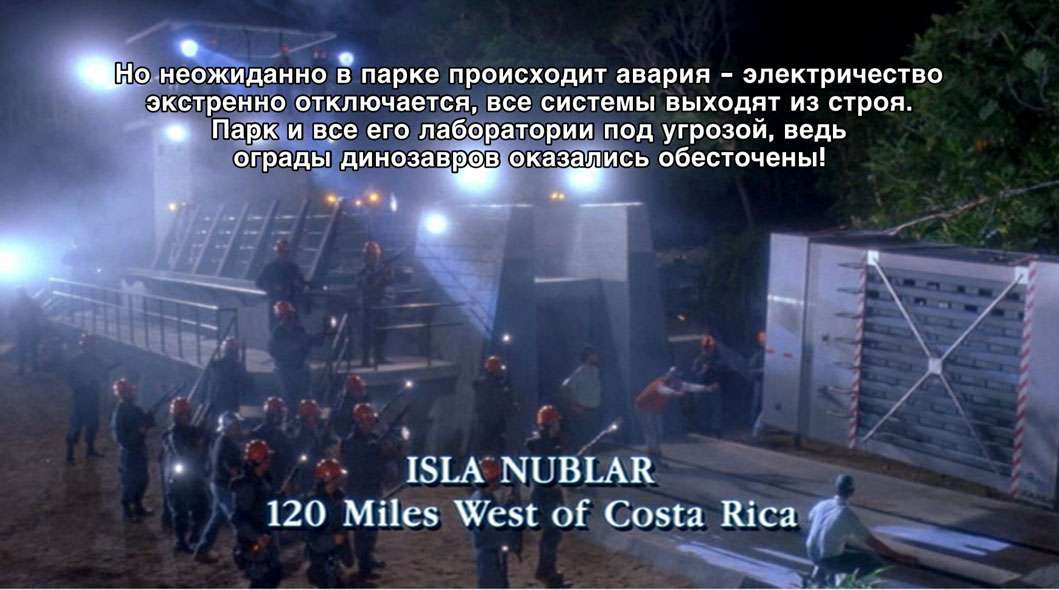 Но неожиданно в парке происходит авария - электричество
экстренно отключается, все системы выходят из строя.
Парк и все его лаборатории под угрозой, ведь
ограды динозавров оказались обесточены!
ISLA NUBLAR
120 Miles West of Costa Rica